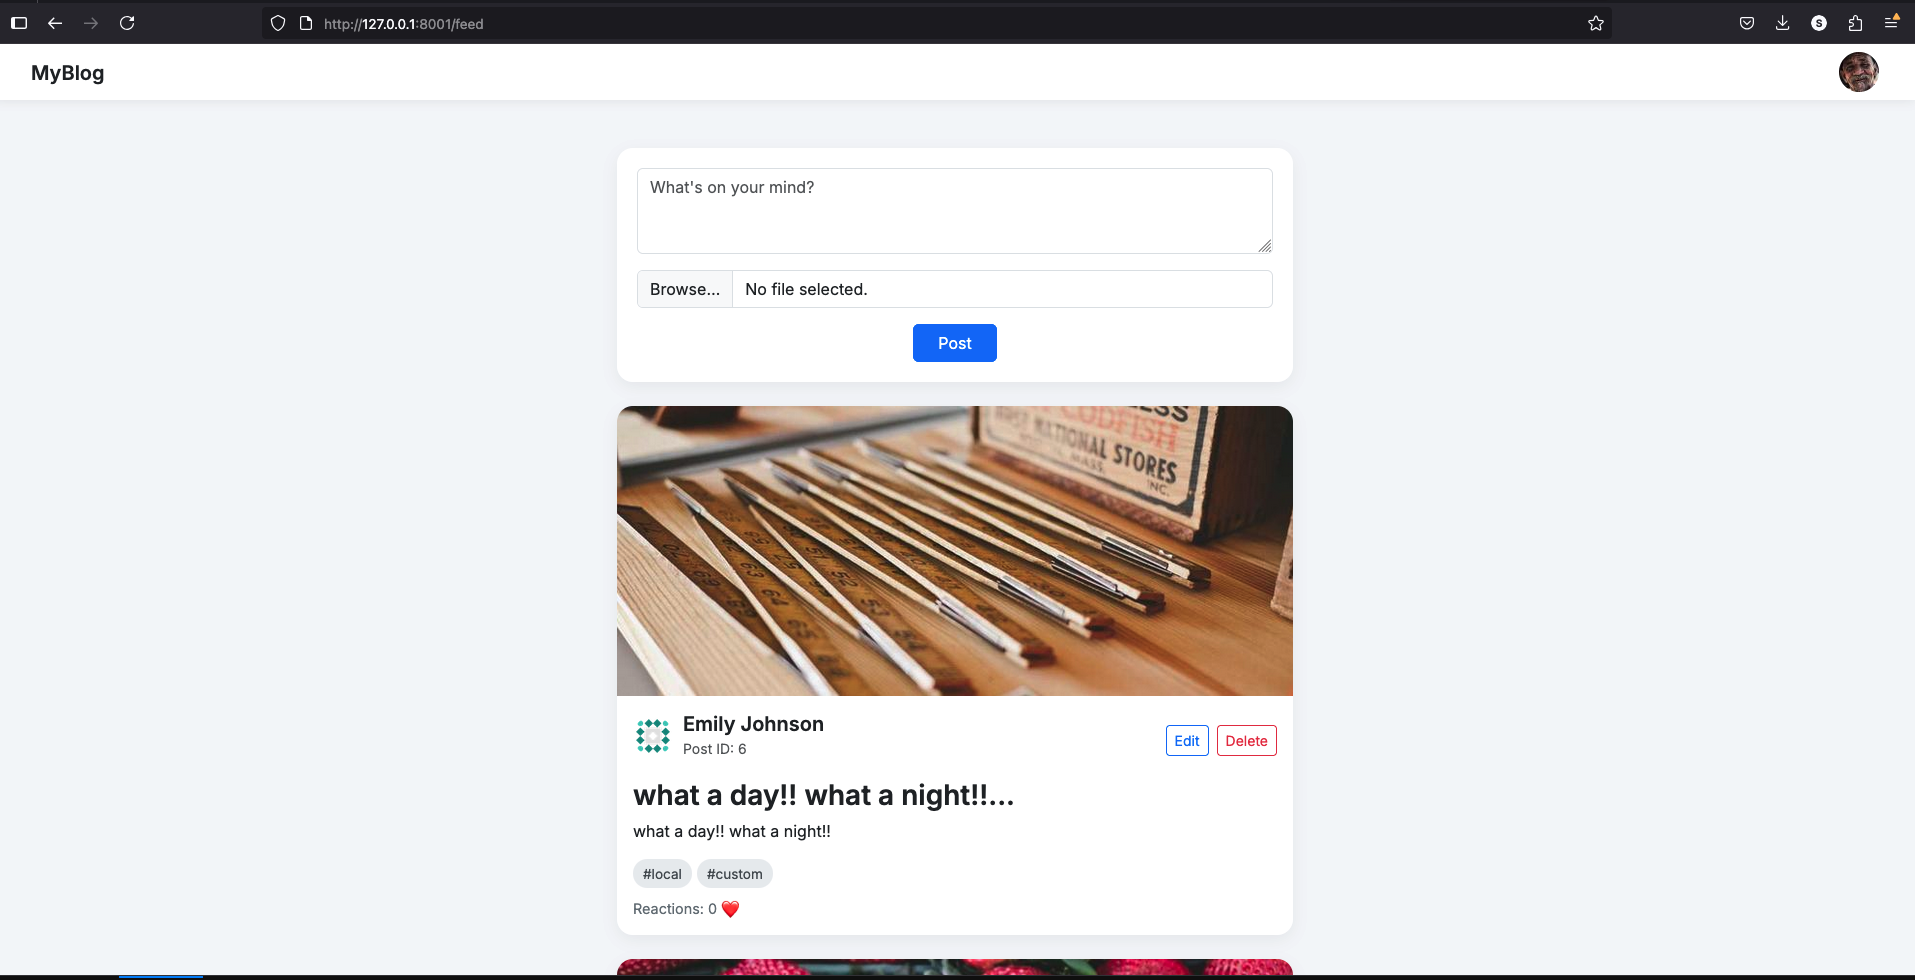 http://127.0.0.1:8001/feed
S
MyBlog
What's on your mind?
Browse... No file selected.
Post
CODFISH
NATIONAL STORES
MASS.
INC.
Emily Johnson
Post ID: 6
Edit Delete
what a day!! what a night!!...
what a day!! what a night!!
#local #custom
Reactions: 0 ❤️